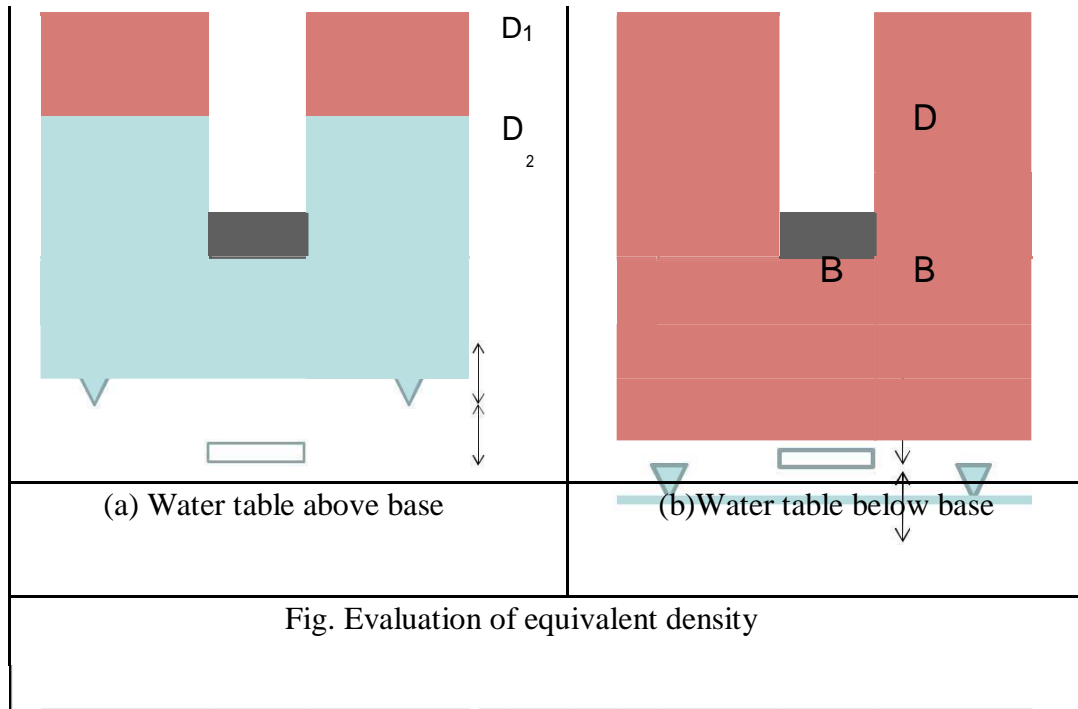 D1
D
2
D
B B
(a) Water table above base
(b)Water table below base
Fig. Evaluation of equivalent density